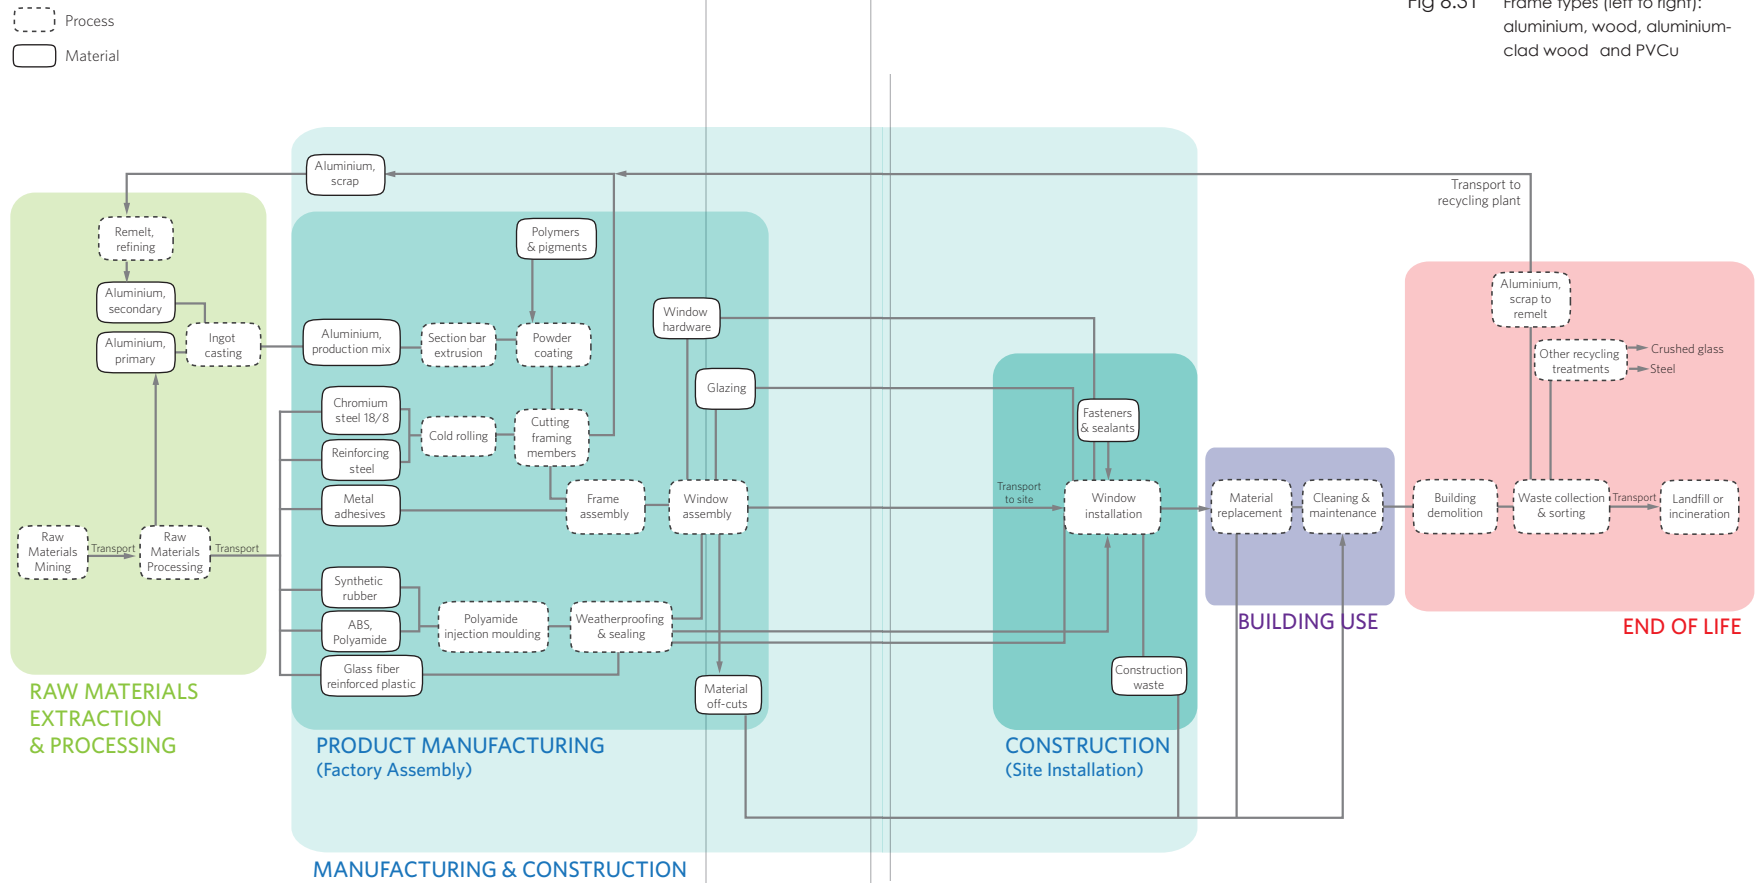 Process
Material
Fig 8.31
Frame types (left to right):
aluminium, wood, aluminium-
clad wood and PVCu
Aluminium,
scrap
Transport to
recycling plant
Remelt,
refining
Polymers
& pigments
Aluminium,
secondary
Aluminium,
primary
Ingot
casting
Aluminium,
production mix
Section bar
extrusion
Powder
coating
Window
hardware
Glazing
Aluminium,
scrap to
remelt
Other recycling
treatments
Crushed glass
Steel
Chromium
steel 18/8
Reinforcing
steel
Cold rolling
Cutting
framing
members
Fasteners
& sealants
Metal
adhesives
Frame
assembly
Window
assembly
Transport
to site
Window
installation
Material
replacement
Cleaning &
maintenance
Building
demolition
Waste collection
& sorting
Transport
Landfill or
incineration
Raw
Materials
Mining
Transport
Raw
Materials
Processing
Transport
Synthetic
rubber
ABS,
Polyamide
Polyamide
injection moulding
Weatherproofing
& sealing
Glass fiber
reinforced plastic
Material
off-cuts
Construction
waste
BUILDING USE
END OF LIFE
RAW MATERIALS
EXTRACTION
& PROCESSING
PRODUCT MANUFACTURING
(Factory Assembly)
CONSTRUCTION
(Site Installation)
MANUFACTURING & CONSTRUCTION